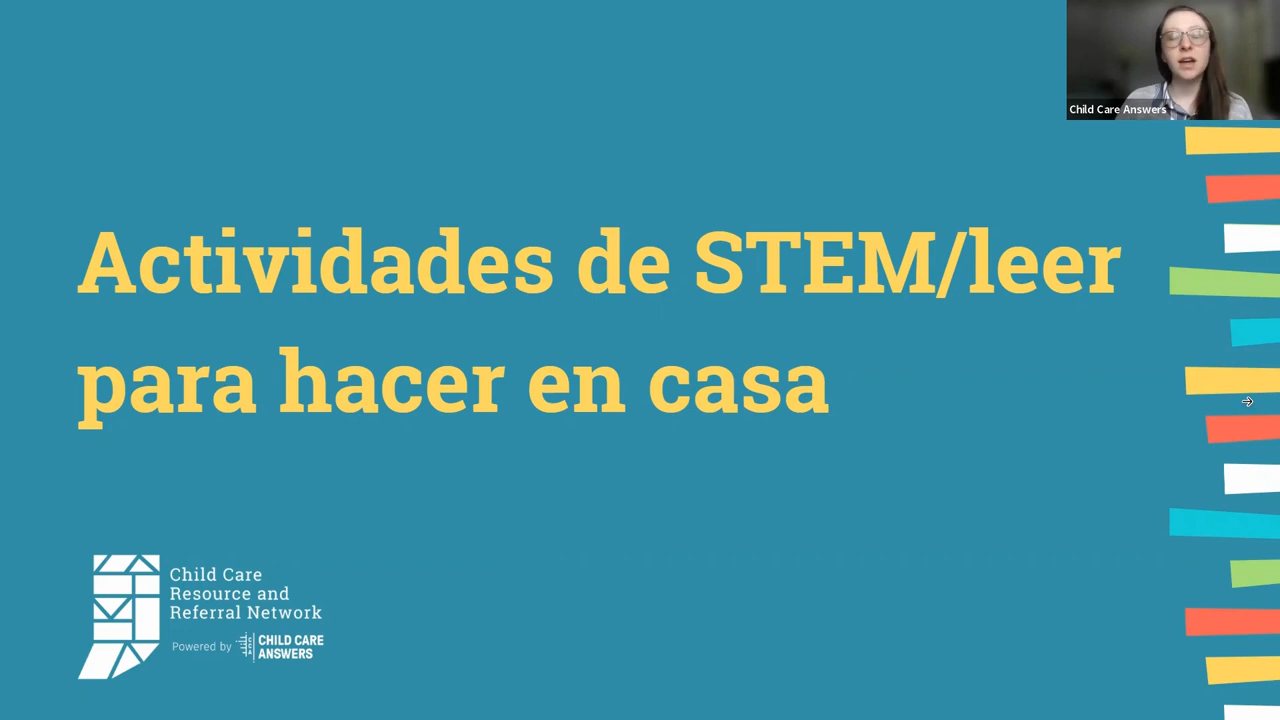 Child Care Answers
Actividades de STEM/leer
para hacer en casa
Child Care
Resource and
Referral Network
Powered by
CHILD CARE
ANSWERS